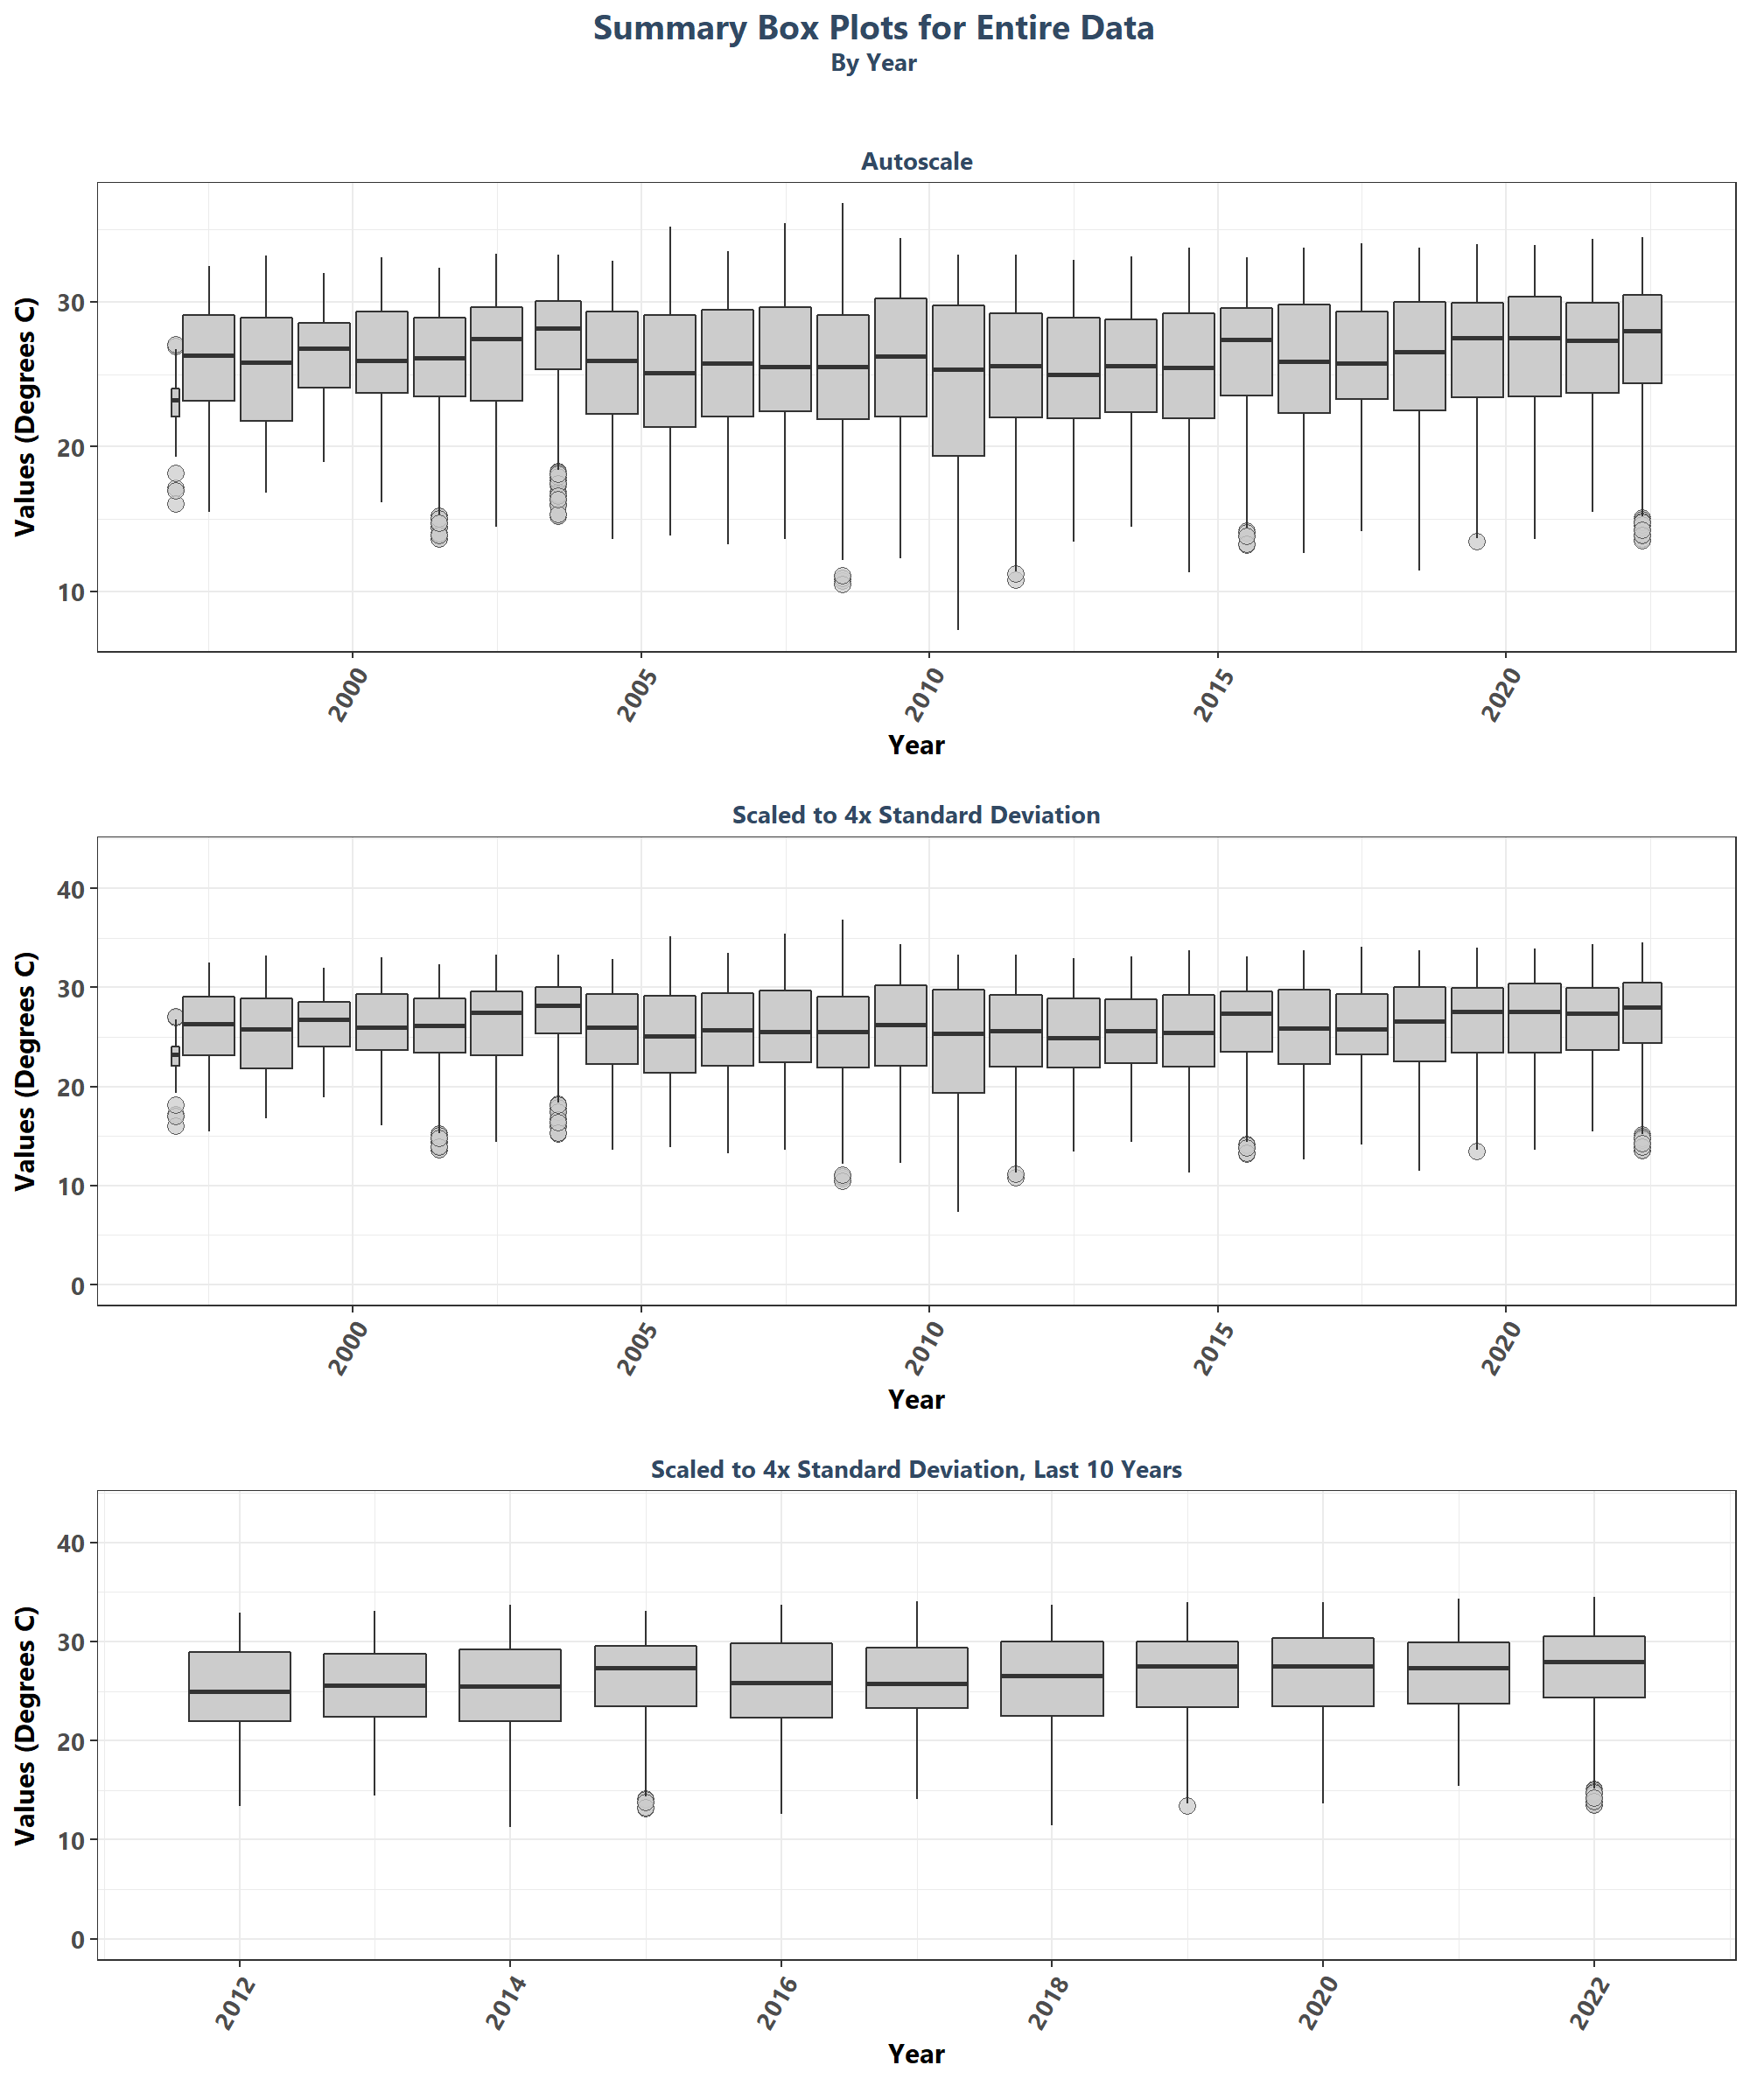 Summary Box Plots for Entire Data
By Year
Autoscale
Values (Degrees C)
30
20
10
2000
2005
2010
2015
2020
Year
Scaled to 4x Standard Deviation
Values (Degrees C)
40
30
20
10
0
2000
2005
2010
2015
2020
Year
Scaled to 4x Standard Deviation, Last 10 Years
Values (Degrees C)
40
30
20
10
0
2012
2014
2016
2018
2020
2022
Year